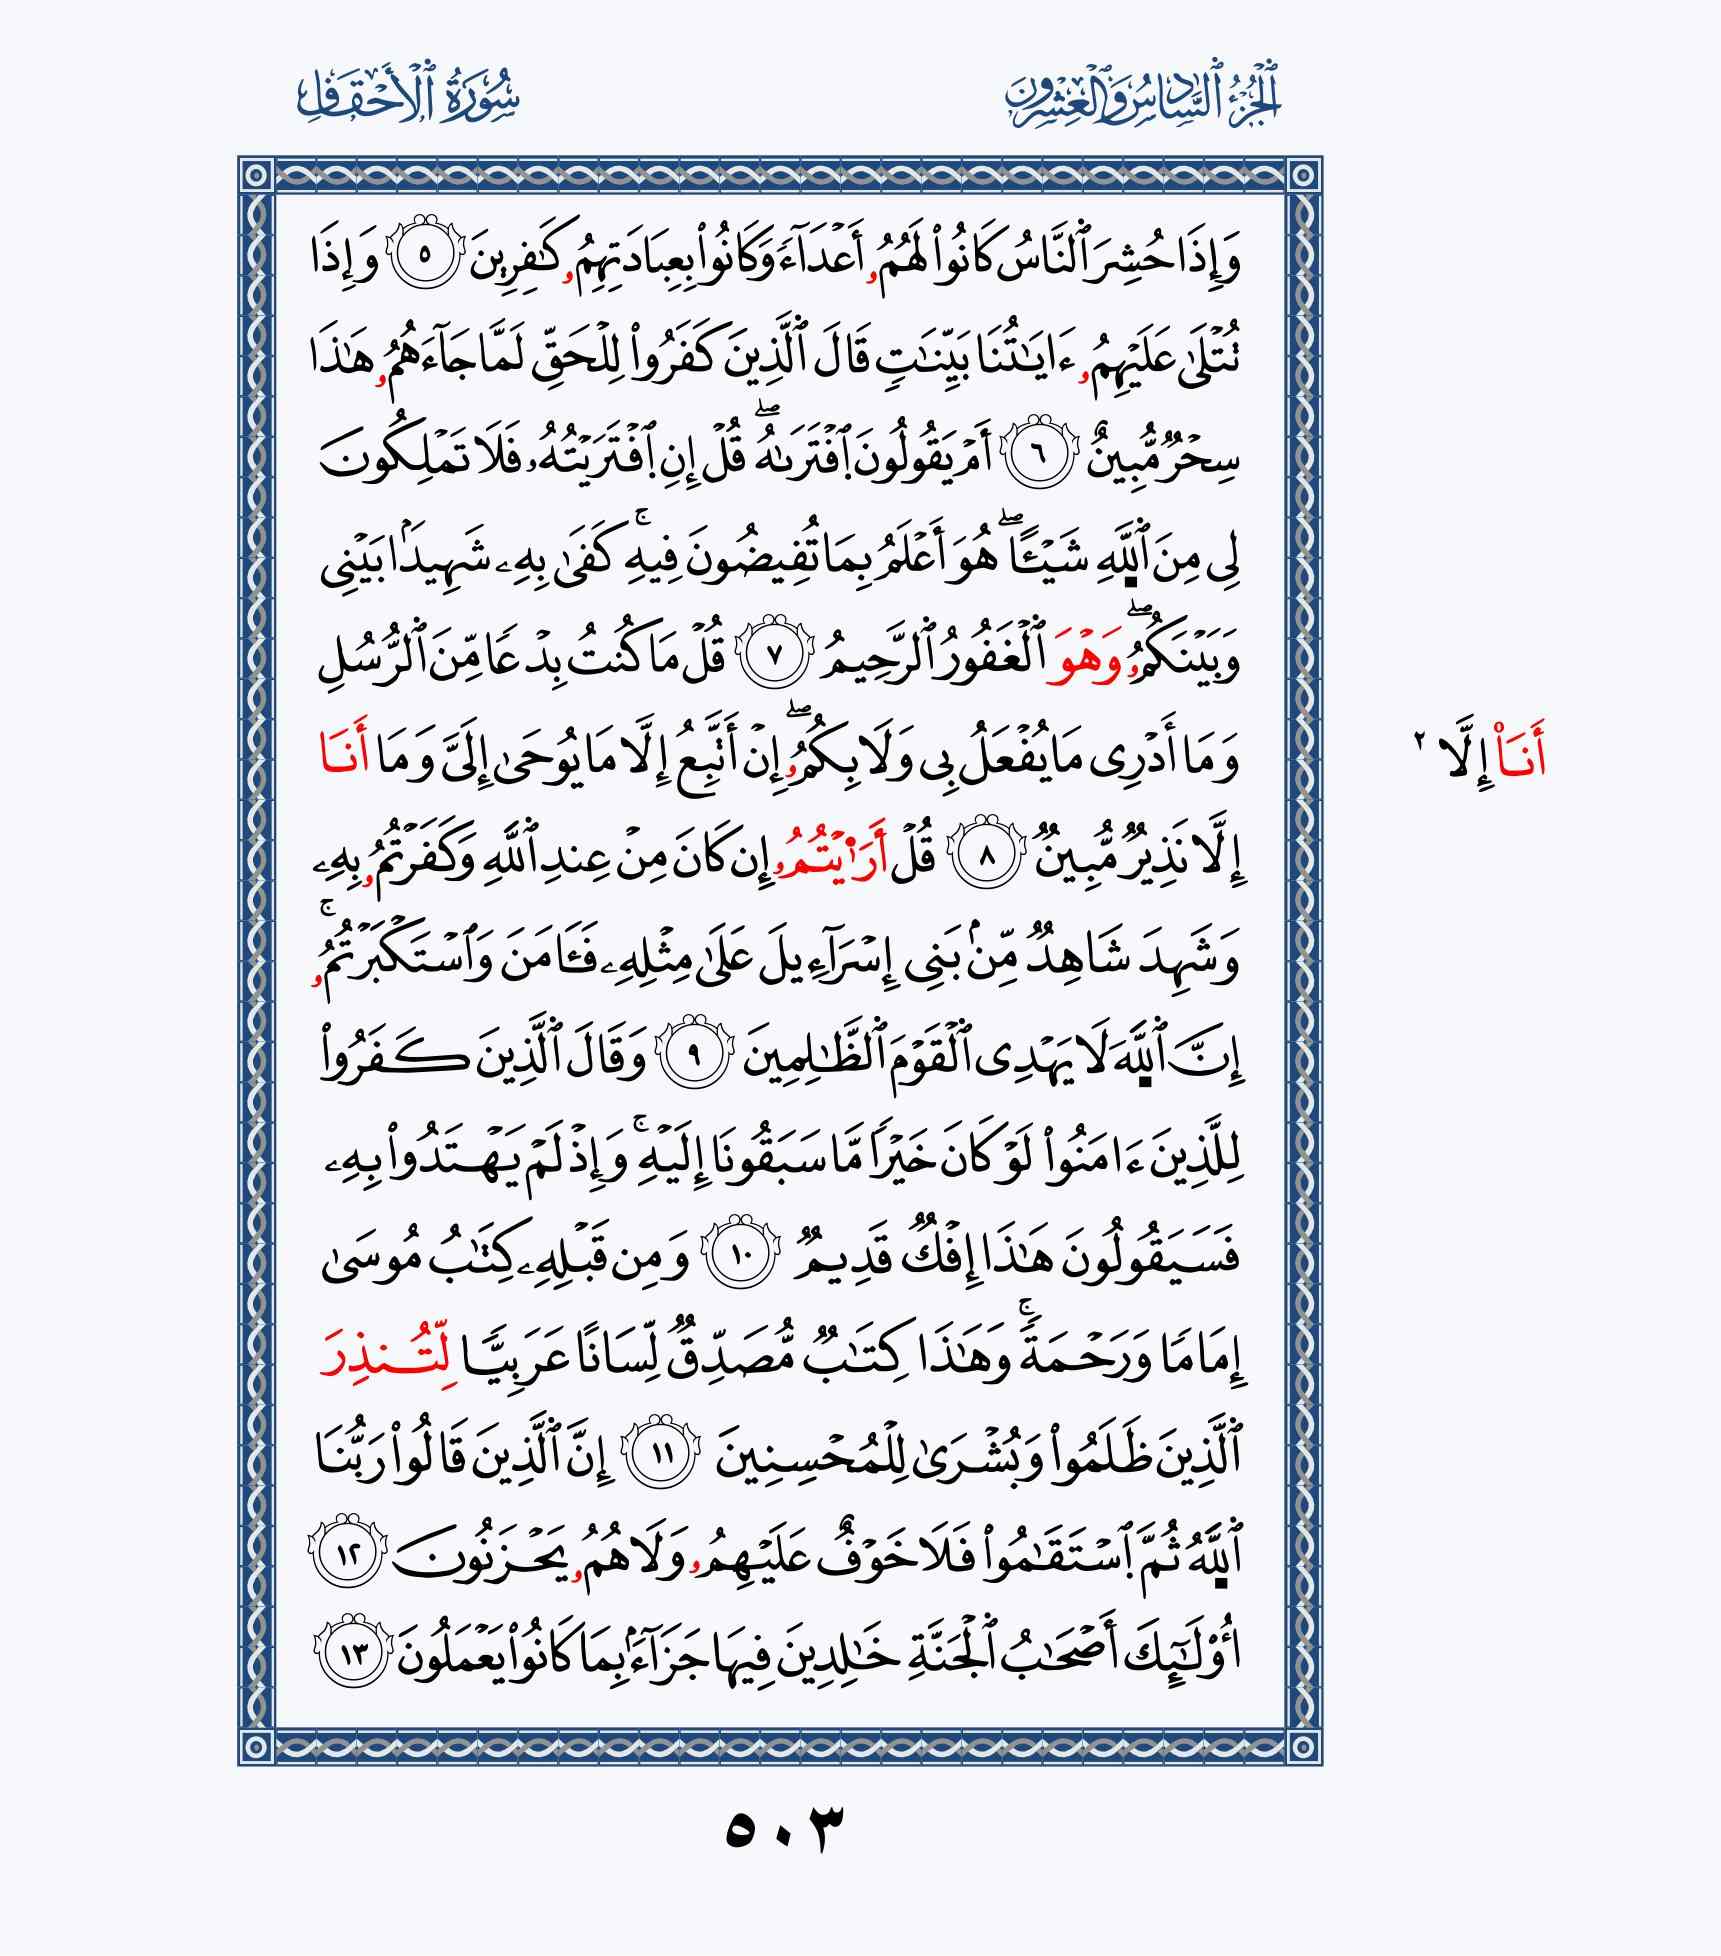 الجُزْءُ ٱلسَّادِسُ وَٱلْعِشْرُونَ
سُورَةُ ٱلْأَحْقَافِ
وَإِذَا حُشِرَ ٱلنَّاسُ كَانُوا۟ لَهُمُۥ أَعْدَآءً وَكَانُوا۟ بِعِبَادَتِهِمُۥ كَٰفِرِينَ ٥ وَإِذَا
تُتْلَىٰ عَلَيْهِمُۥ ءَايَٰتُنَا بَيِّنَٰتٍ قَالَ ٱلَّذِينَ كَفَرُوا۟ لِلْحَقِّ لَمَّا جَآءَهُمُۥ هَٰذَا
سِحْرٌ مُّبِينٌ ٦ أَمْ يَقُولُونَ ٱفْتَرَىٰهُۖ قُلْ إِنِ ٱفْتَرَيْتُهُۥ فَلَا تَمْلِكُونَ
لِى مِنَ ٱللَّهِ شَيْـًٔاۖ هُوَ أَعْلَمُ بِمَا تُفِيضُونَ فِيهِۚ كَفَىٰ بِهِۦ شَهِيدَۢا بَيْنِى
وَبَيْنَكُمُۥۖ وَهْوَ ٱلْغَفُورُ ٱلرَّحِيمُ ٧ قُلْ مَا كُنتُ بِدْعًا مِّنَ ٱلرُّسُلِ
وَمَا أَدْرِى مَا يُفْعَلُ بِى وَلَا بِكُمُۥۖ إِنْ أَتَّبِعُ إِلَّا مَا يُوحَىٰ إِلَىَّ وَمَا أَنَا
أَنَا۠ إِلَّا ٢
إِلَّا نَذِيرٌ مُّبِينٌ ٨ قُلْ أَرَا۬يْتُمُۥ إِن كَانَ مِنْ عِندِ ٱللَّهِ وَكَفَرْتُمُۥ بِهِۦ
وَشَهِدَ شَاهِدٌ مِّنۢ بَنِى إِسْرَآءِيلَ عَلَىٰ مِثْلِهِۦ فَـَٔامَنَ وَٱسْتَكْبَرْتُمُۥۚ
إِنَّ ٱللَّهَ لَا يَهْدِى ٱلْقَوْمَ ٱلظَّٰلِمِينَ ٩ وَقَالَ ٱلَّذِينَ كَفَرُوا۟
لِلَّذِينَ ءَامَنُوا۟ لَوْ كَانَ خَيْرًا مَّا سَبَقُونَا إِلَيْهِۚ وَإِذْ لَمْ يَهْتَدُوا۟ بِهِۦ
فَسَيَقُولُونَ هَٰذَا إِفْكٌ قَدِيمٌ ١٠ وَمِن قَبْلِهِۦ كِتَٰبُ مُوسَىٰ
إِمَامًا وَرَحْمَةًۚ وَهَٰذَا كِتَٰبٌ مُّصَدِّقٌ لِّسَانًا عَرَبِيًّا لِّتُنذِرَ
ٱلَّذِينَ ظَلَمُوا۟ وَبُشْرَىٰ لِلْمُحْسِنِينَ ١١ إِنَّ ٱلَّذِينَ قَالُوا۟ رَبُّنَا
ٱللَّهُ ثُمَّ ٱسْتَقَٰمُوا۟ فَلَا خَوْفٌ عَلَيْهِمُۥ وَلَا هُمُۥ يَحْزَنُونَ ١٢
أُو۟لَٰٓئِكَ أَصْحَٰبُ ٱلْجَنَّةِ خَٰلِدِينَ فِيهَا جَزَآءَۢ بِمَا كَانُوا۟ يَعْمَلُونَ ١٣
٥٠٣